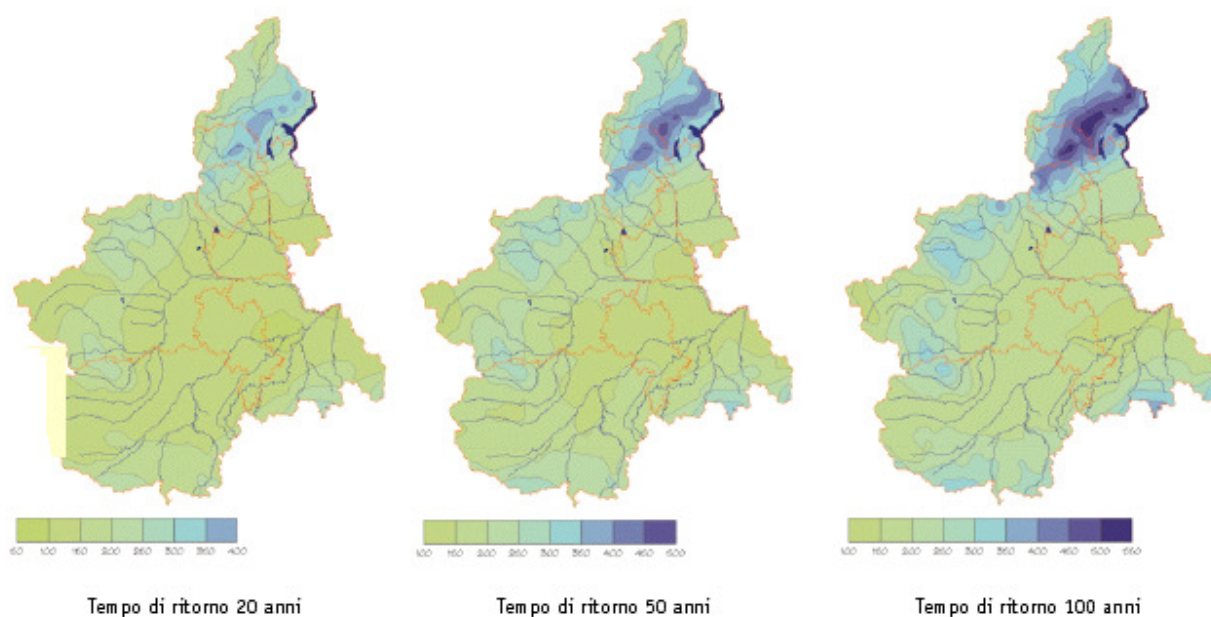 50 100 150 200 250 300 350 400
100 150 200 250 300 350 400 450 500
100 150 200 250 300 350 400 450 500 550
Tempo di ritorno 20 anni
Tempo di ritorno 50 anni
Tempo di ritorno 100 anni